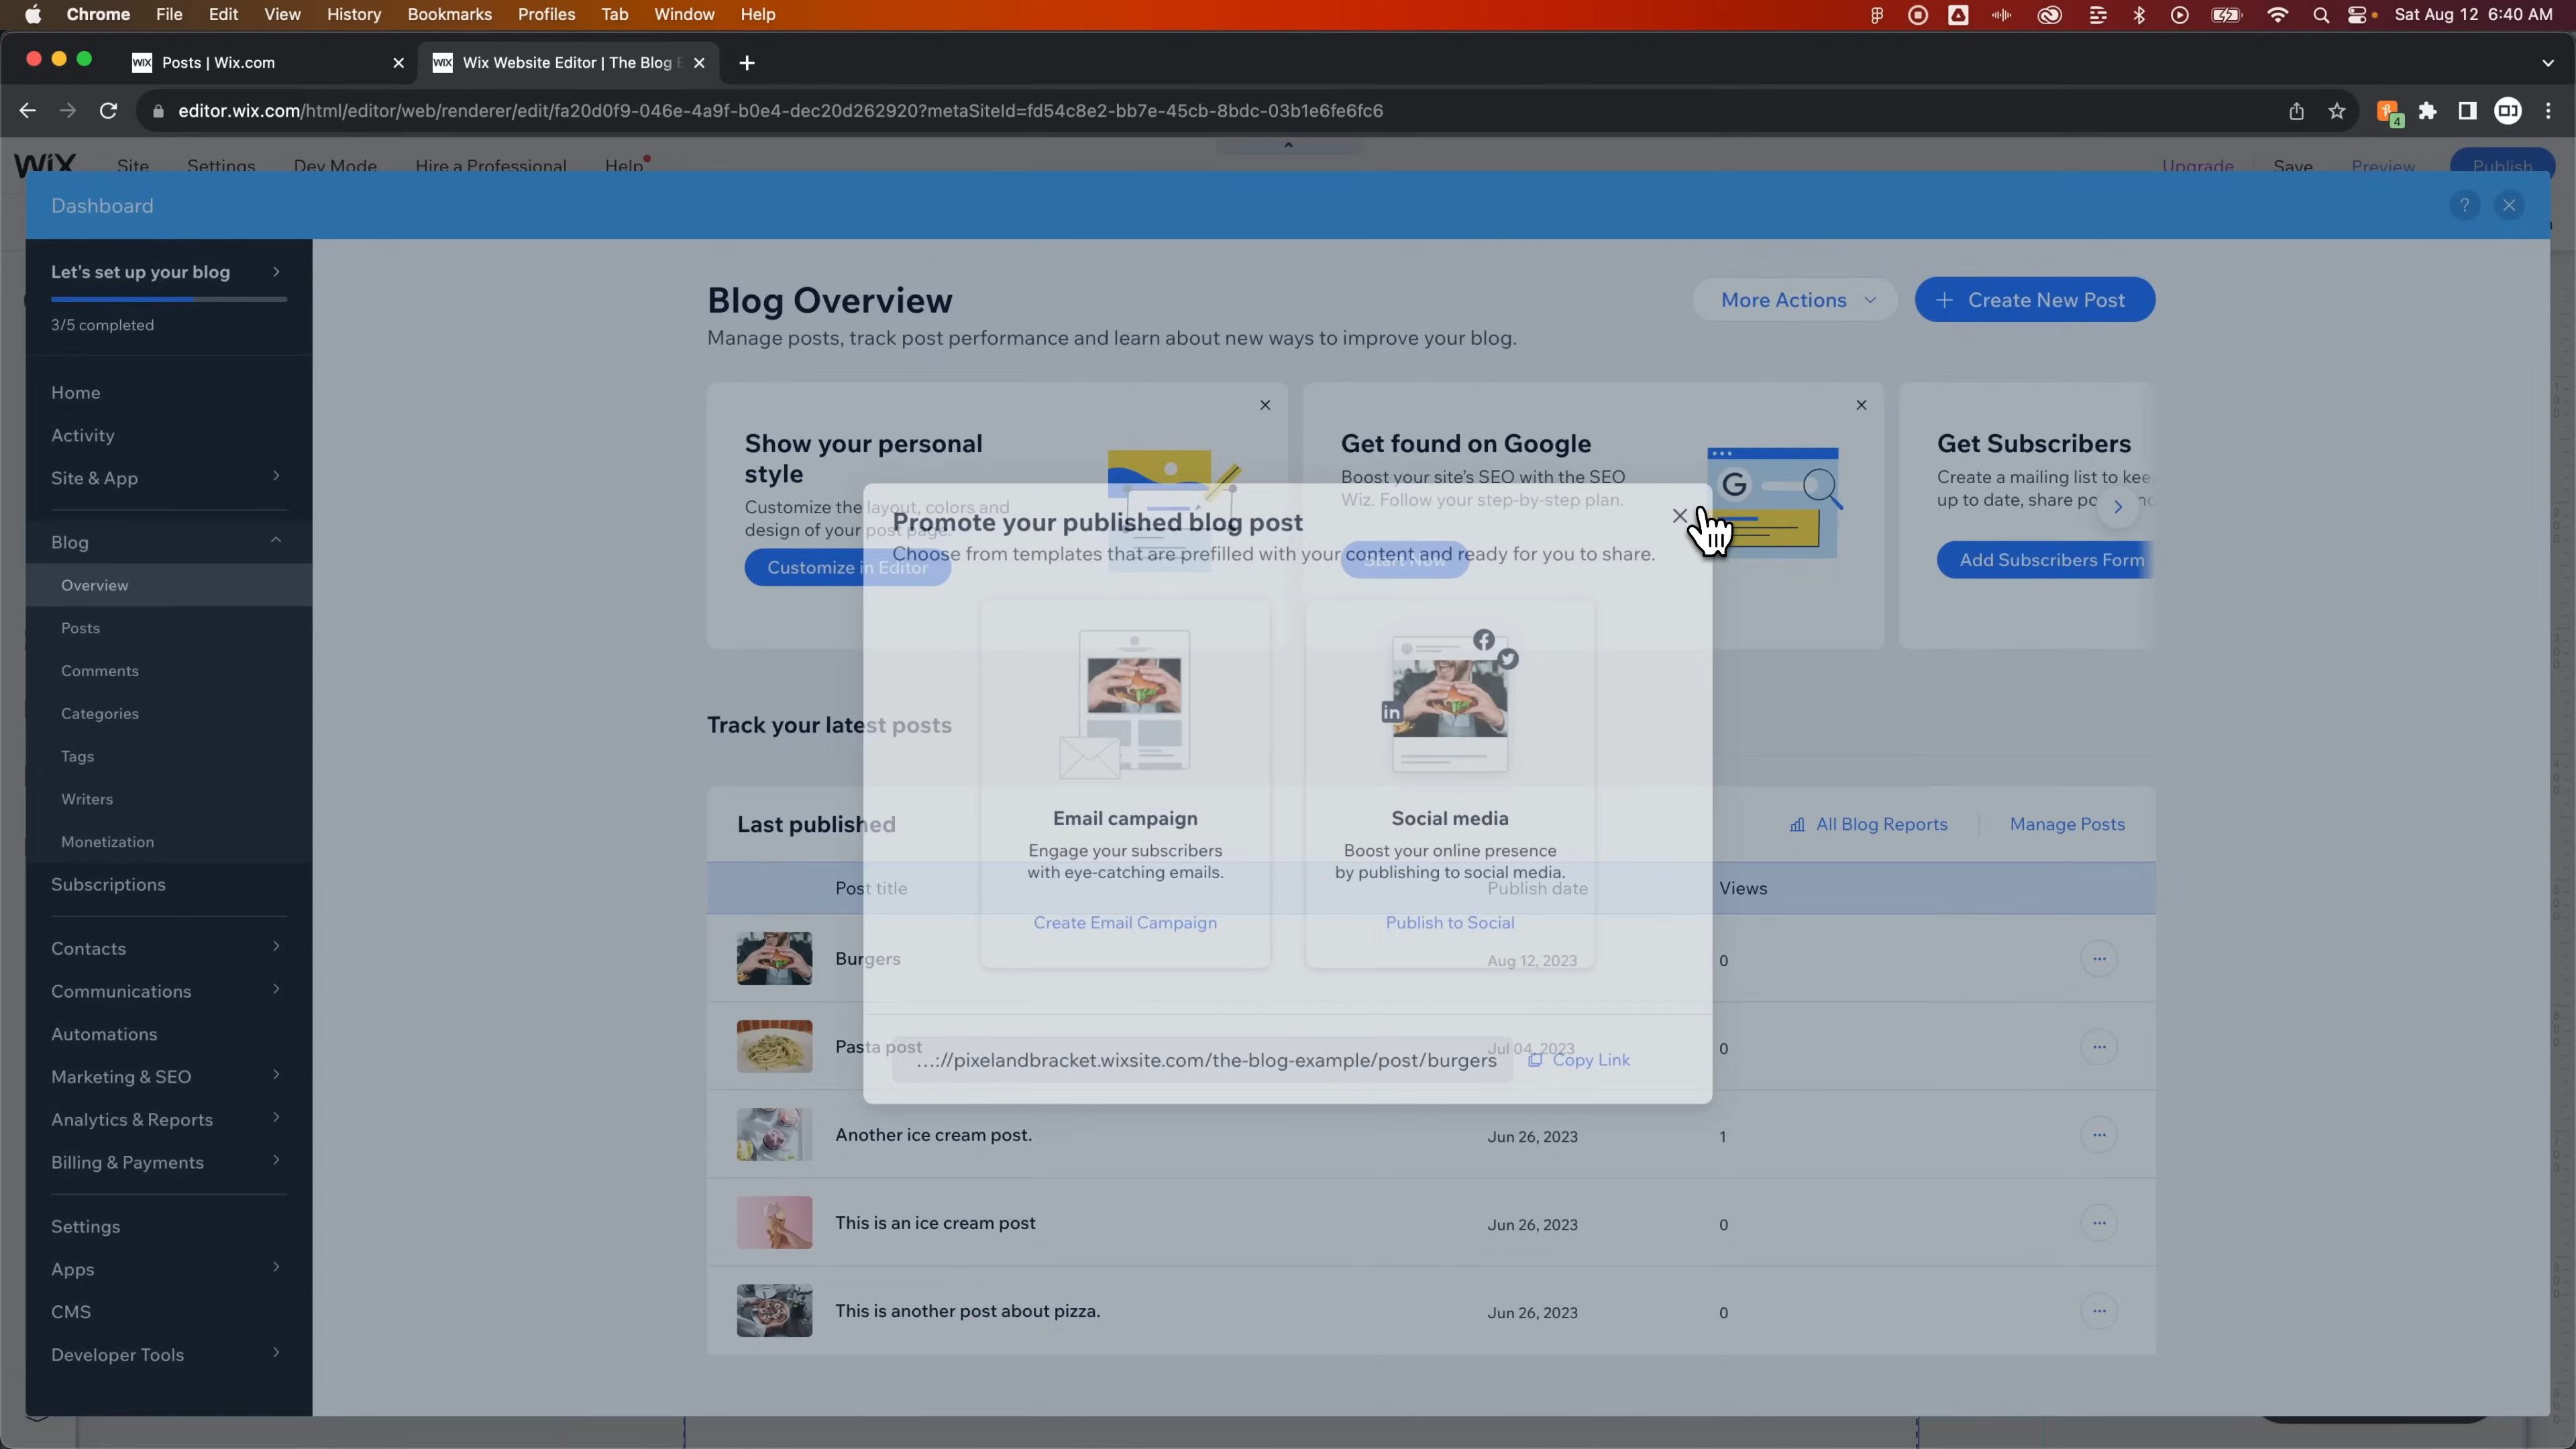 Chrome File Edit View History Bookmarks Profiles Tab Window Help Sat Aug 12 6:40 AM
WIX Posts | Wix.com WIX Wix Website Editor | The Blog
editor.wix.com/html/editor/web/renderer/edit/fa20d0f9-046e-4a9f-b0e4-dec20d262920?metaSiteId=fd54c8e2-bb7e-45cb-8bdc-03b1e6fe6fc6
4
WIX Site Settings Dev Mode Hire a Professional Help Upgrade Save Preview Publish
Dashboard ?
Let's set up your blog
3/5 completed
Home
Activity
Site & App
Blog
Overview
Posts
Comments
Categories
Tags
Writers
Monetization
Subscriptions
Contacts
Communications
Automations
Marketing & SEO
Analytics & Reports
Billing & Payments
Settings
Apps
CMS
Developer Tools
Blog Overview
Manage posts, track post performance and learn about new ways to improve your blog.
More Actions
+ Create New Post
Show your personal
style
Customize the layout, colors and
design of your post page.
Customize in Editor
Get found on Google
Boost your site's SEO with the SEO
Wiz. Follow your step-by-step plan.
Start Now
G
Get Subscribers
Create a mailing list to kee
up to date, share po
Add Subscribers Form
Promote your published blog post
Choose from templates that are prefilled with your content and ready for you to share.
in
Email campaign
Engage your subscribers
with eye-catching emails.
Create Email Campaign
Social media
Boost your online presence
by publishing to social media.
Publish to Social
...://pixelandbracket.wixsite.com/the-blog-example/post/burgers
Copy Link
Track your latest posts
Last published All Blog Reports Manage Posts
Post title Publish date Views
Burgers Aug 12, 2023 0
Pasta post Jul 04, 2023 0
Another ice cream post. Jun 26, 2023 1
This is an ice cream post Jun 26, 2023 0
This is another post about pizza. Jun 26, 2023 0